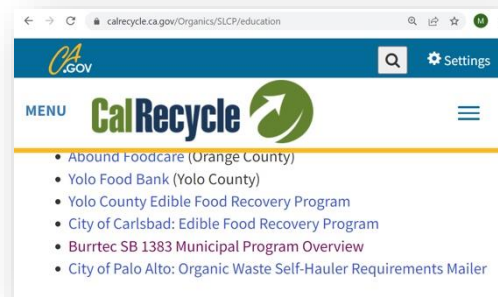 calrecycle.ca.gov/Organics/SLCP/education
M
CA.GOV
Settings
MENU
CalRecycle
Abound Foodcare (Orange County)
Yolo Food Bank (Yolo County)
Yolo County Edible Food Recovery Program
City of Carlsbad: Edible Food Recovery Program
Burrtec SB 1383 Municipal Program Overview
City of Palo Alto: Organic Waste Self-Hauler Requirements Mailer